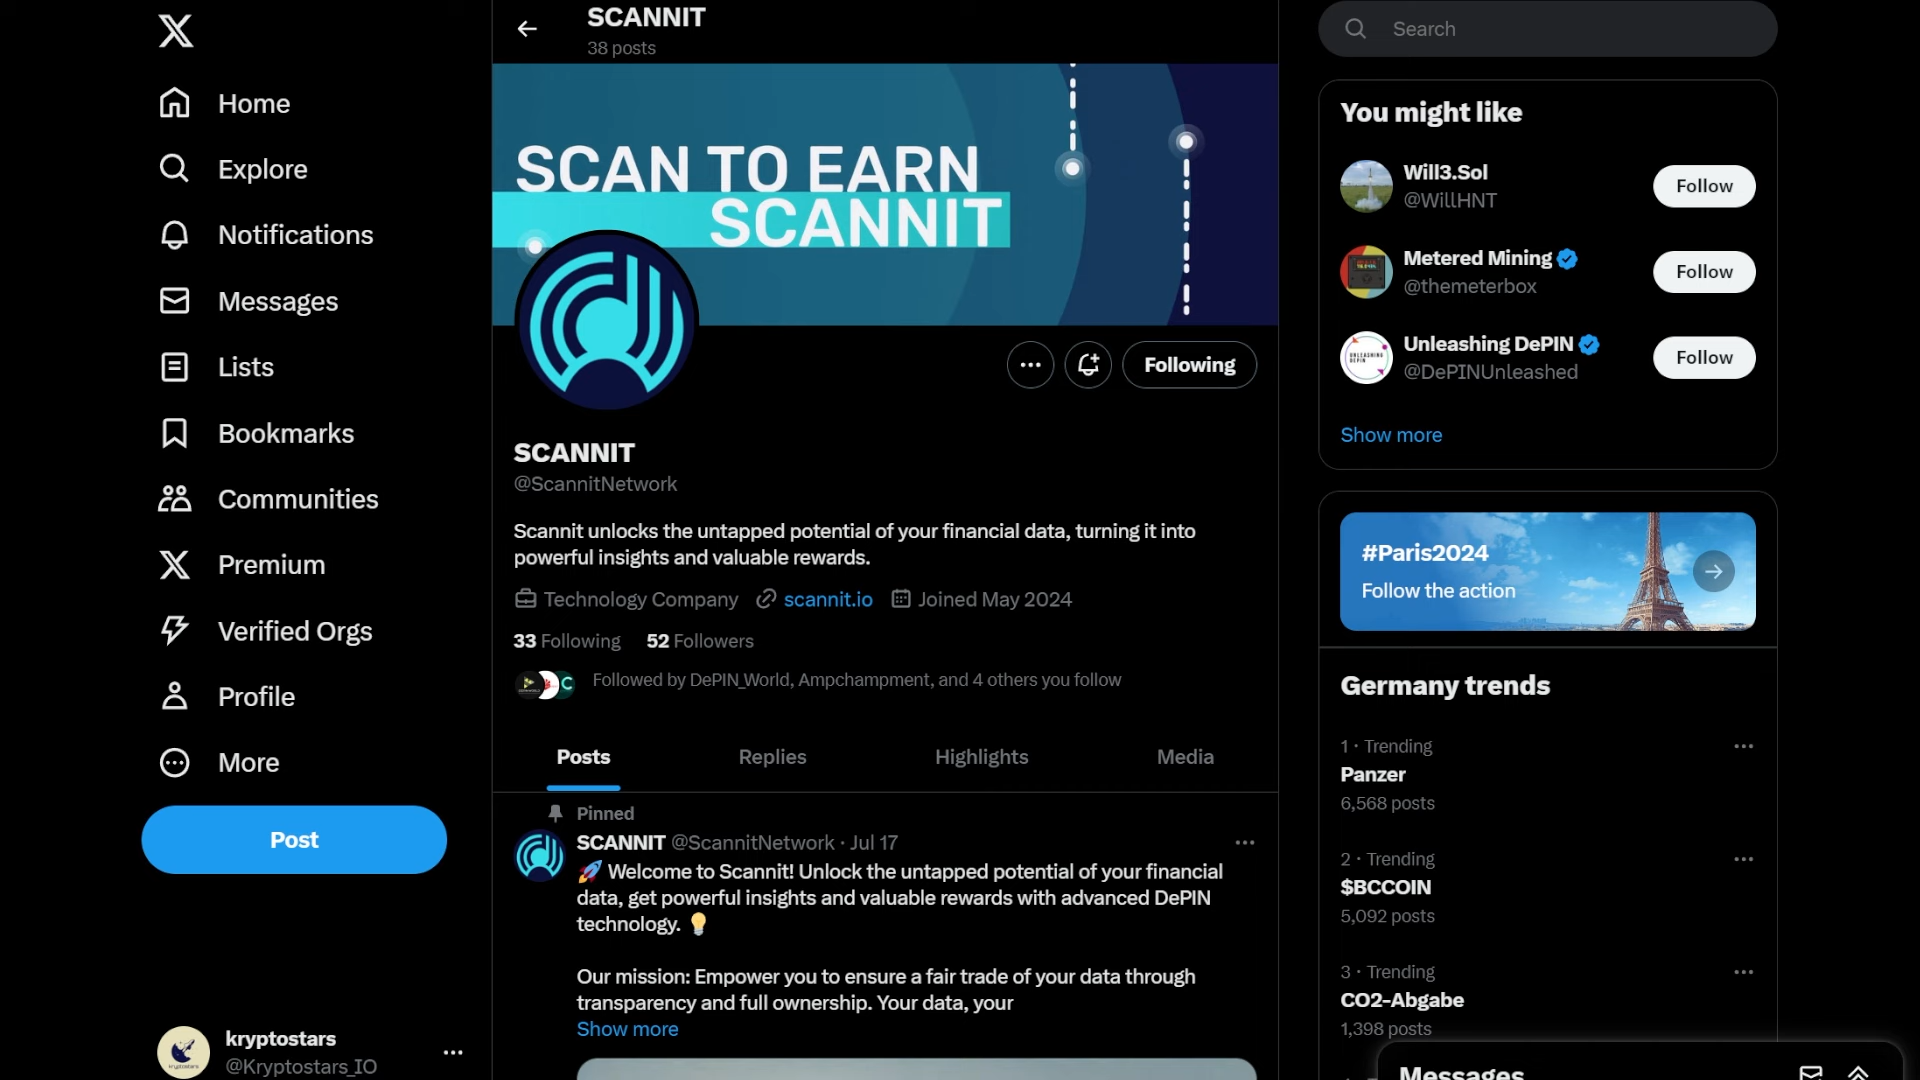 Home
Explore
Notifications
Messages
Lists
Bookmarks
Communities
Premium
Verified Orgs
Profile
More
Post
kryptostars
@Kryptostars_IO
SCANNIT
38 posts
SCAN TO EARN
SCANNIT
Following
SCANNIT
@ScannitNetwork
Scannit unlocks the untapped potential of your financial data, turning it into
powerful insights and valuable rewards.
Technology Company scannit.io Joined May 2024
33 Following 52 Followers
Followed by DePIN_World, Ampchampment, and 4 others you follow
Posts Replies Highlights Media
Pinned
SCANNIT @ScannitNetwork · Jul 17
🚀 Welcome to Scannit! Unlock the untapped potential of your financial
data, get powerful insights and valuable rewards with advanced DePIN
technology. 💡
Our mission: Empower you to ensure a fair trade of your data through
transparency and full ownership. Your data, your
Show more
Search
You might like
Will3.Sol
@WillHNT
Follow
Metered Mining
@themeterbox
Follow
Unleashing DePIN
@DePINUnleashed
Follow
Show more
#Paris2024
Follow the action
Germany trends
1 · Trending
Panzer
6,568 posts
2 · Trending
$BCCOIN
5,092 posts
3 · Trending
CO2-Abgabe
1,398 posts
Messages